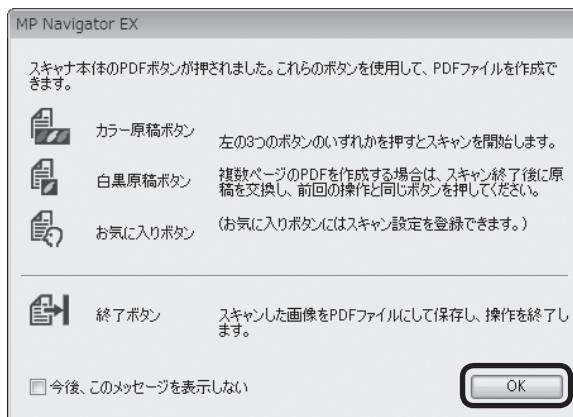 MP Navigator EX
スキャナ本体のPDFボタンが押されました。これらのボタンを使用して、PDFファイルを作成で
きます。
カラー原稿ボタン
左の3つのボタンのいずれかを押すとスキャンを開始します。
白黒原稿ボタン
複数ページのPDFを作成する場合は、スキャン終了後に原
稿を交換し、前回の操作と同じボタンを押してください。
お気に入りボタン
(お気に入りボタンにはスキャン設定を登録できます。)
終了ボタン
スキャンした画像をPDFファイルにして保存し、操作を終了し
ます。
今後、このメッセージを表示しない
OK